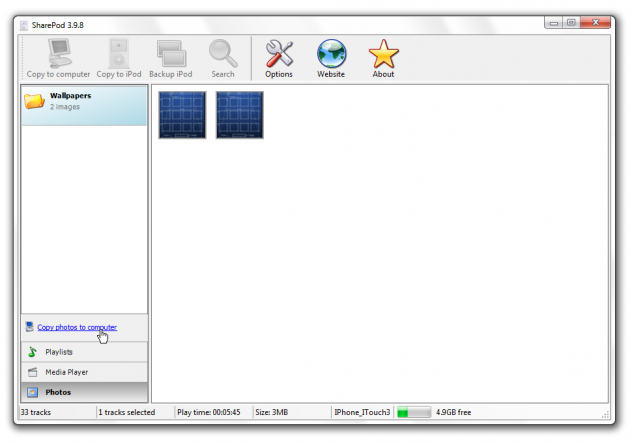 SharePod 3.9.8
Copy to computer Copy to iPod Backup iPod Search Options Website About
Wallpapers
2 images
Copy photos to computer
Playlists
Media Player
Photos
33 tracks 1 tracks selected Play time: 00:05:45 Size: 3MB IPhone_ITouch3 4.9GB free